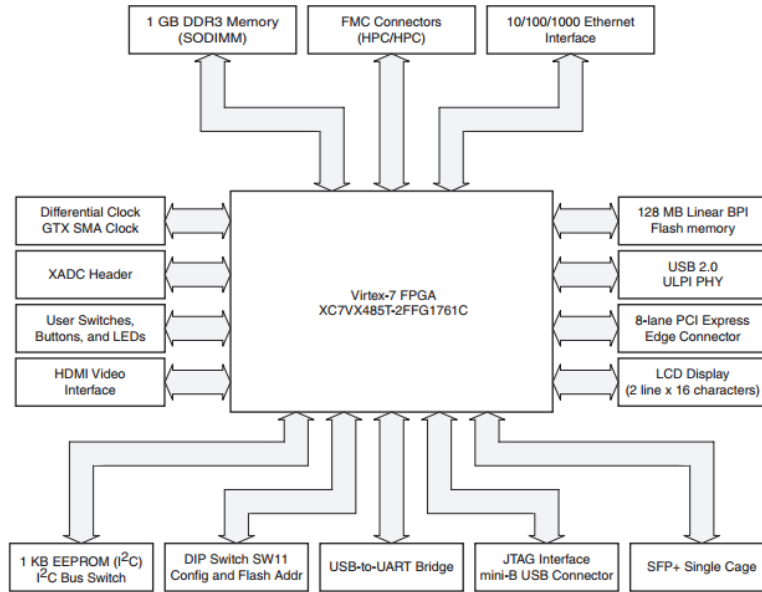 1 GB DDR3 Memory
(SODIMM)
FMC Connectors
(HPC/HPC)
10/100/1000 Ethernet
Interface
Differential Clock
GTX SMA Clock
XADC Header
User Switches,
Buttons, and LEDs
HDMI Video
Interface
Virtex-7 FPGA
XC7VX485T-2FFG1761C
128 MB Linear BPI
Flash memory
USB 2.0
ULPI PHY
8-lane PCI Express
Edge Connector
LCD Display
(2 line x 16 characters)
1 KB EEPROM (I²C)
I²C Bus Switch
DIP Switch SW11
Config and Flash Addr
USB-to-UART Bridge
JTAG Interface
mini-B USB Connector
SFP+ Single Cage